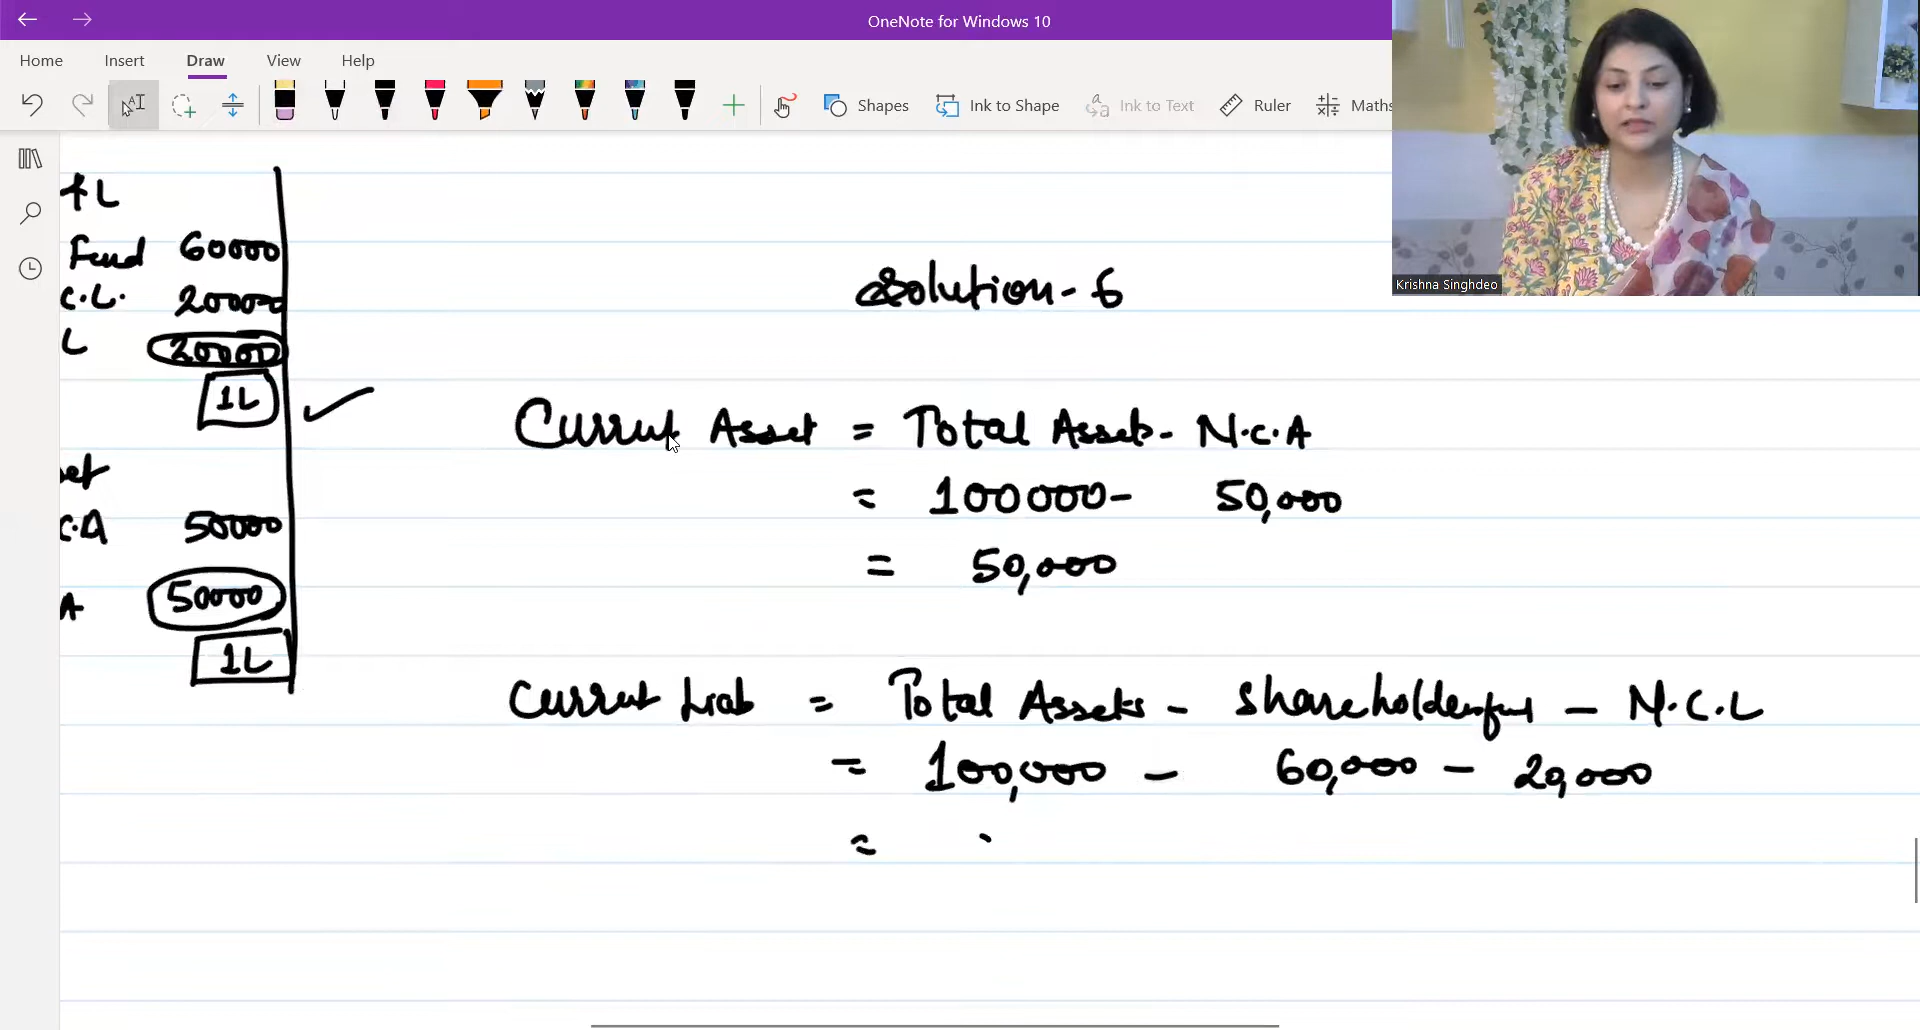 OneNote for Windows 10
Home Insert Draw View Help
Shapes Ink to Shape Ink to Text Ruler Maths
Krishna Singhdeo
+L
Fund 60000
C.L. 20000
L 20000
1L
set
C.A 50000
A 50000
1L
Solution-6
Current Asset = Total Assets - N.C.A
= 100000 - 50,000
= 50,000
Current Liab = Total Assets - Shareholders fund - N.C.L
= 100,000 - 60,000 - 20,000
=